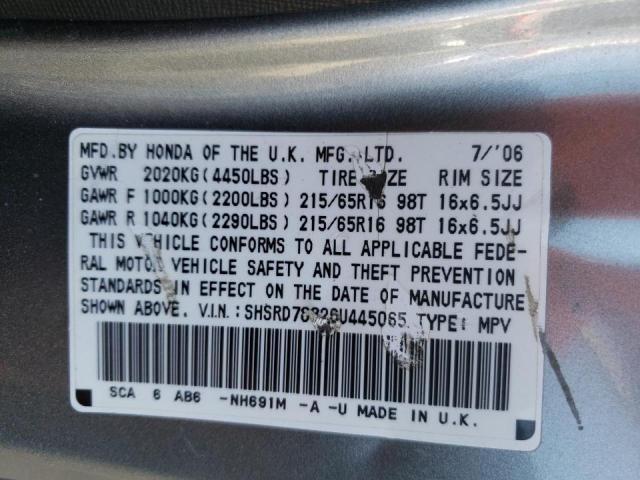 MFD.BY HONDA OF THE U.K. MFG.,LTD. 7/'06
GVWR 2020KG(4450LBS) TIRE SIZE RIM SIZE
GAWR F 1000KG(2200LBS) 215/65R16 98T 16x6.5JJ
GAWR R 1040KG(2290LBS) 215/65R16 98T 16x6.5JJ
THIS VEHICLE CONFORMS TO ALL APPLICABLE FEDE-
RAL MOTOR VEHICLE SAFETY AND THEFT PREVENTION
STANDARDS IN EFFECT ON THE DATE OF MANUFACTURE
SHOWN ABOVE. V.I.N.: SHSRD78826U445065 TYPE: MPV
SCA 6 AB6 -NH691M -A -U MADE IN U.K.